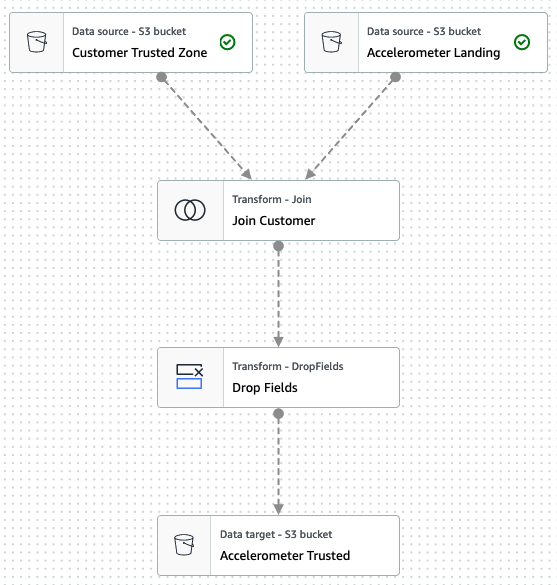 Data source - S3 bucket
Customer Trusted Zone
Data source - S3 bucket
Accelerometer Landing
Transform - Join
Join Customer
Transform - DropFields
Drop Fields
Data target - S3 bucket
Accelerometer Trusted